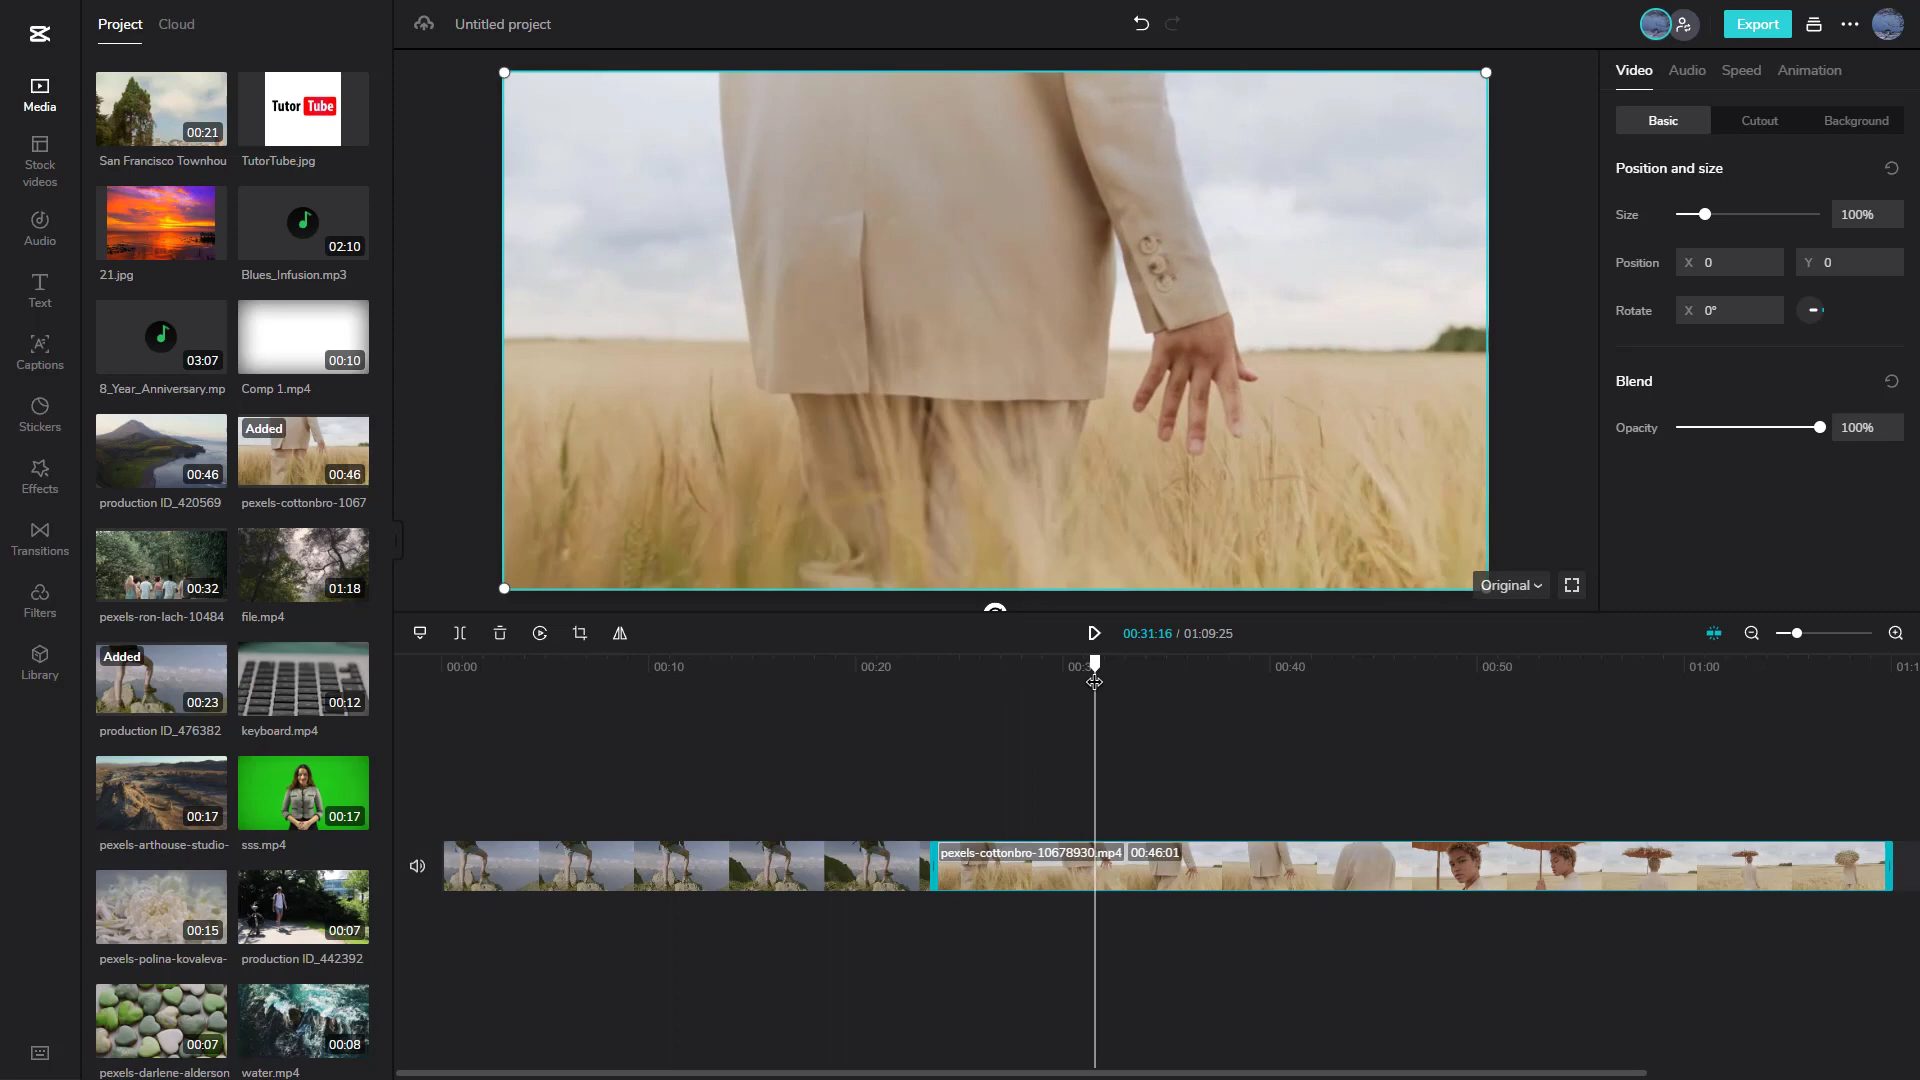 Project
Cloud
Untitled project
Export
Media
Stock
videos
Audio
Text
Captions
Stickers
Effects
Transitions
Filters
Library
00:21
San Francisco Townhou
Tutor Tube
TutorTube.jpg
21.jpg
02:10
Blues_Infusion.mp3
03:07
8_Year_Anniversary.mp
00:10
Comp 1.mp4
00:46
production ID_420569
Added
00:46
pexels-cottonbro-1067
00:32
pexels-ron-lach-10484
01:18
file.mp4
Added
00:23
production ID_476382
00:12
keyboard.mp4
00:17
pexels-arthouse-studio-
00:17
sss.mp4
00:15
pexels-polina-kovaleva-
00:07
production ID_442392
00:07
pexels-darlene-alderson
00:08
water.mp4
Original
Video
Audio
Speed
Animation
Basic
Cutout
Background
Position and size
Size
100%
Position
X 0
Y 0
Rotate
X 0°
Blend
Opacity
100%
00:31:16 / 01:09:25
00:00
00:10
00:20
00:3
00:40
00:50
01:00
01:1
pexels-cottonbro-10678930.mp4 00:46:01